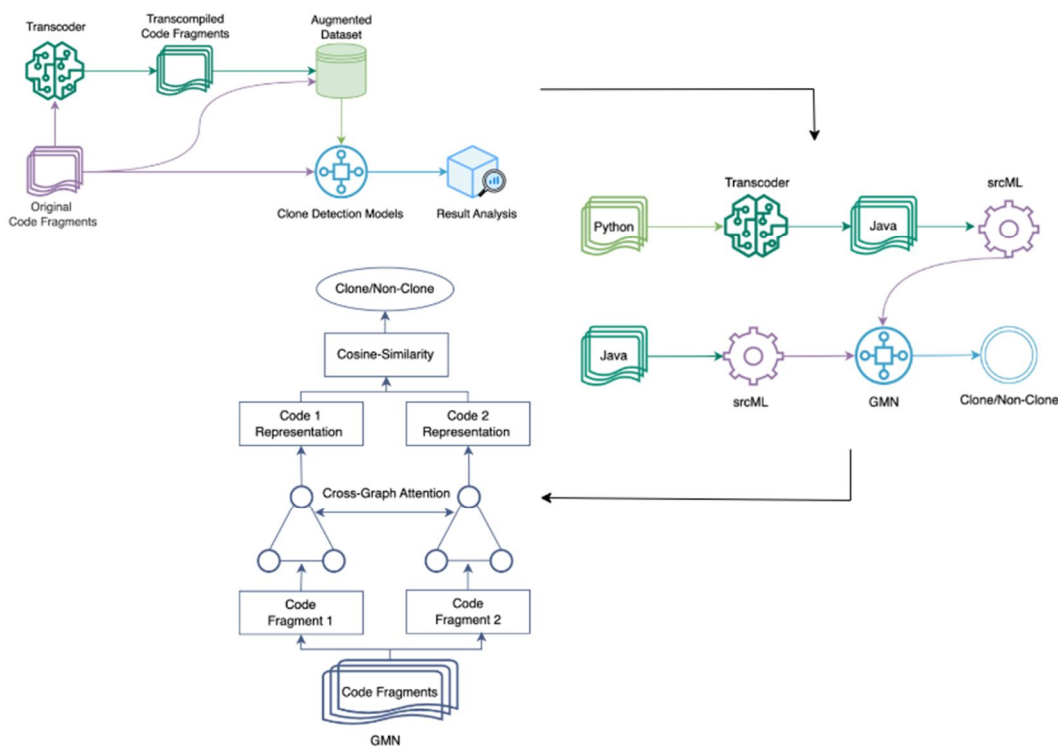 Transcoder
Transcompiled
Code Fragments
Augmented
Dataset
Original
Code Fragments
Clone Detection Models
Result Analysis
Python
Transcoder
Java
srcML
Java
srcML
GMN
Clone/Non-Clone
Clone/Non-Clone
Cosine-Similarity
Code 1
Representation
Code 2
Representation
Cross-Graph Attention
Code
Fragment 1
Code
Fragment 2
Code Fragments
GMN